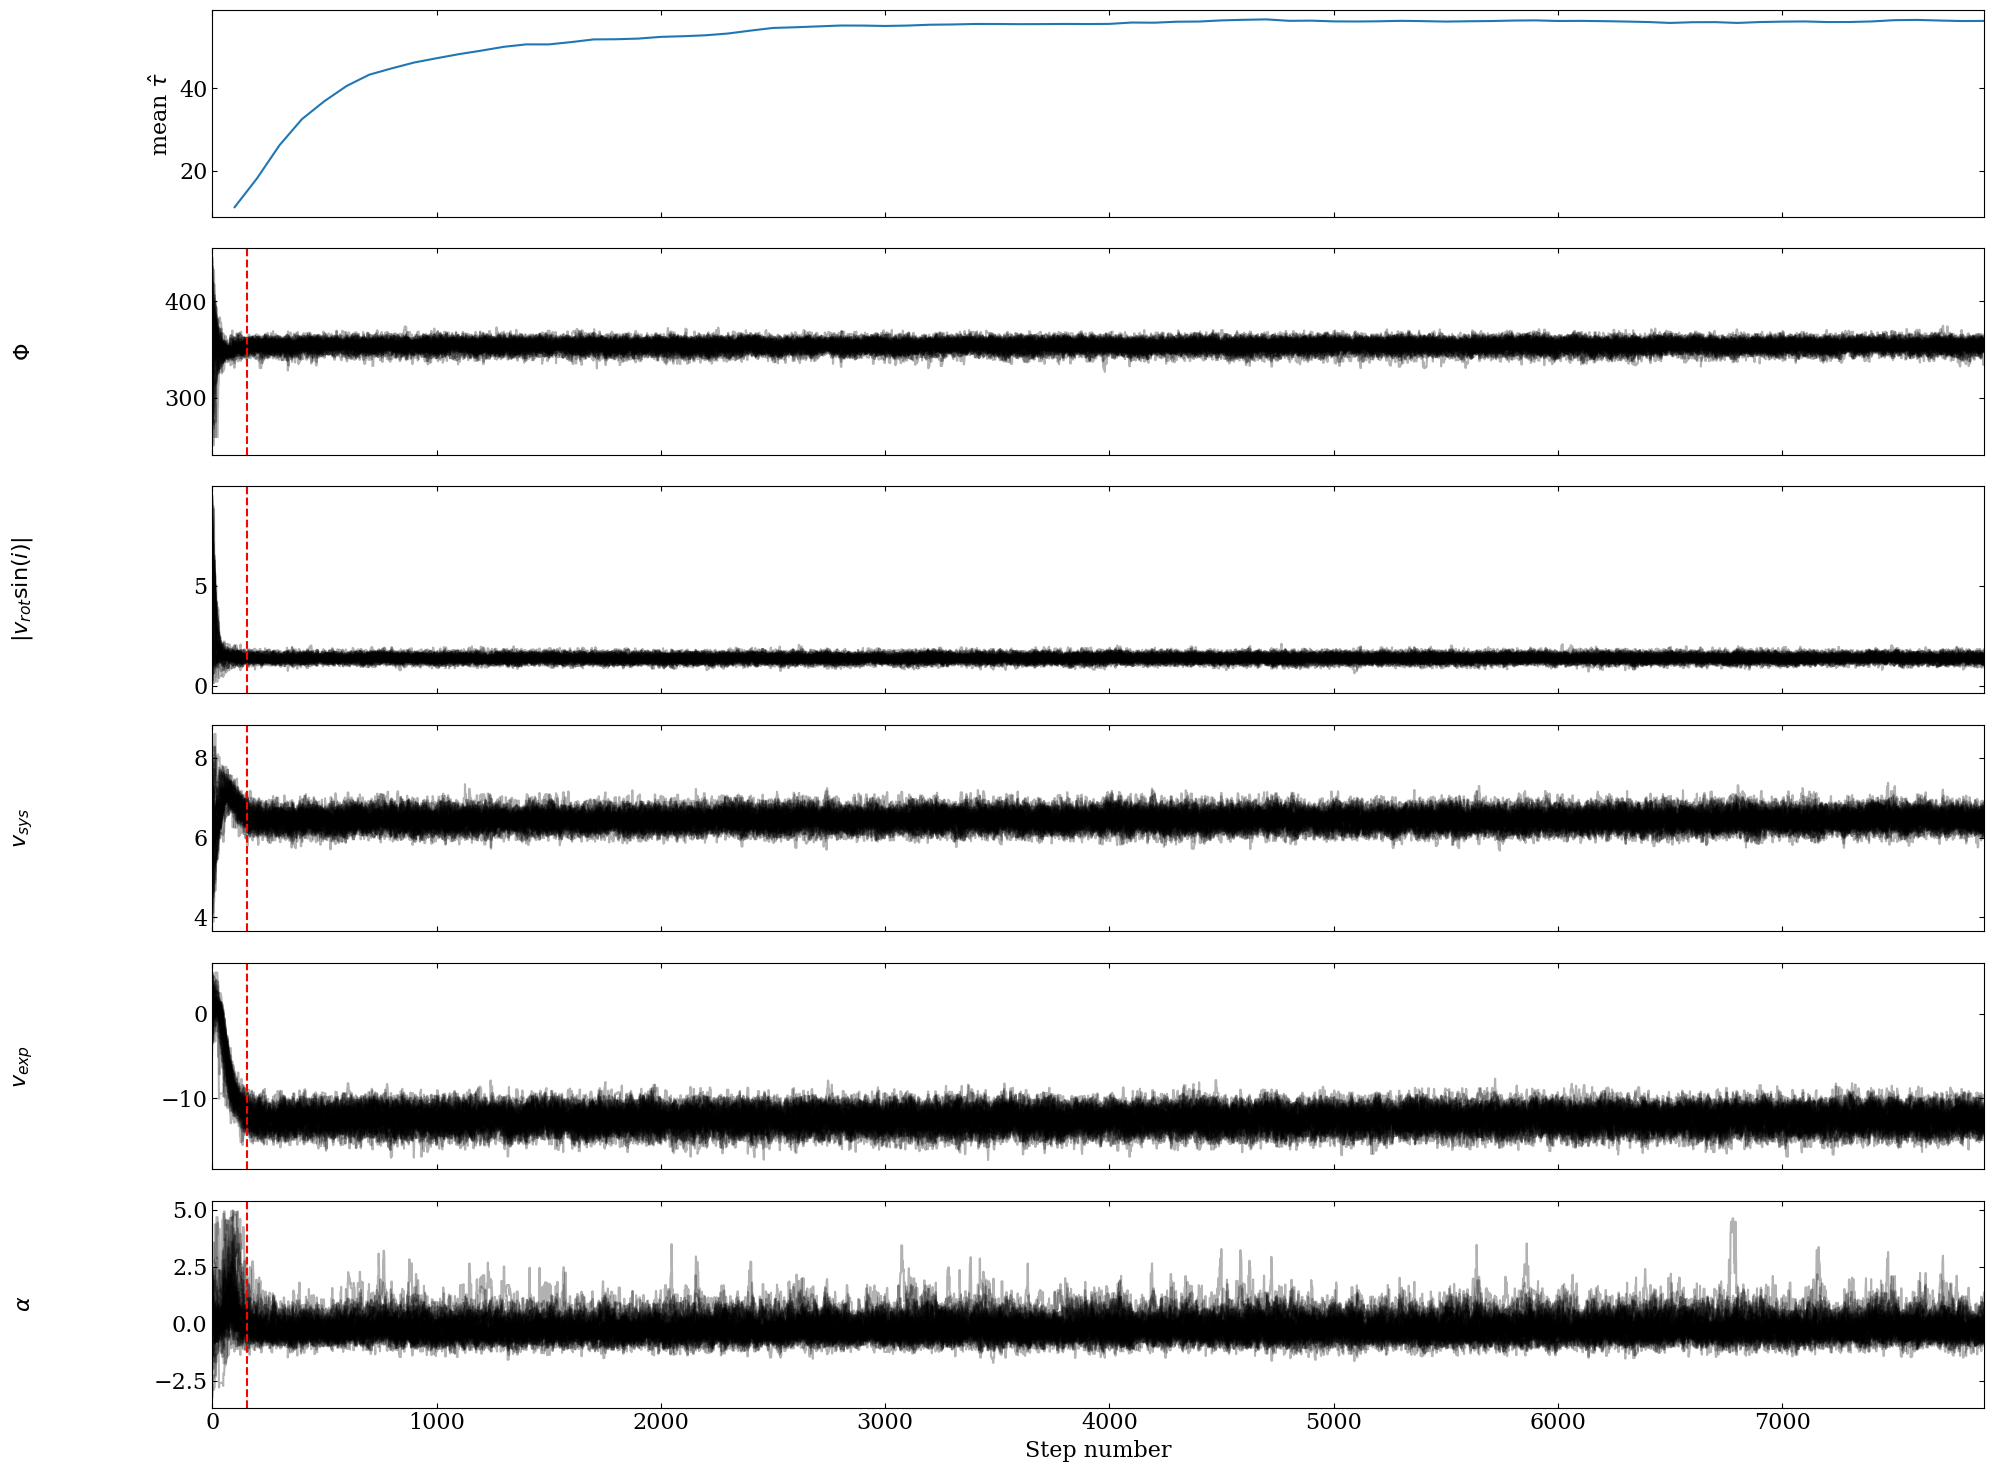 40
20
mean τ̂
400
300
Φ
5
0
|v_rot sin(i)|
8
6
4
v_sys
0
−10
v_exp
5.0
2.5
0.0
−2.5
α
0 1000 2000 3000 4000 5000 6000 7000
Step number